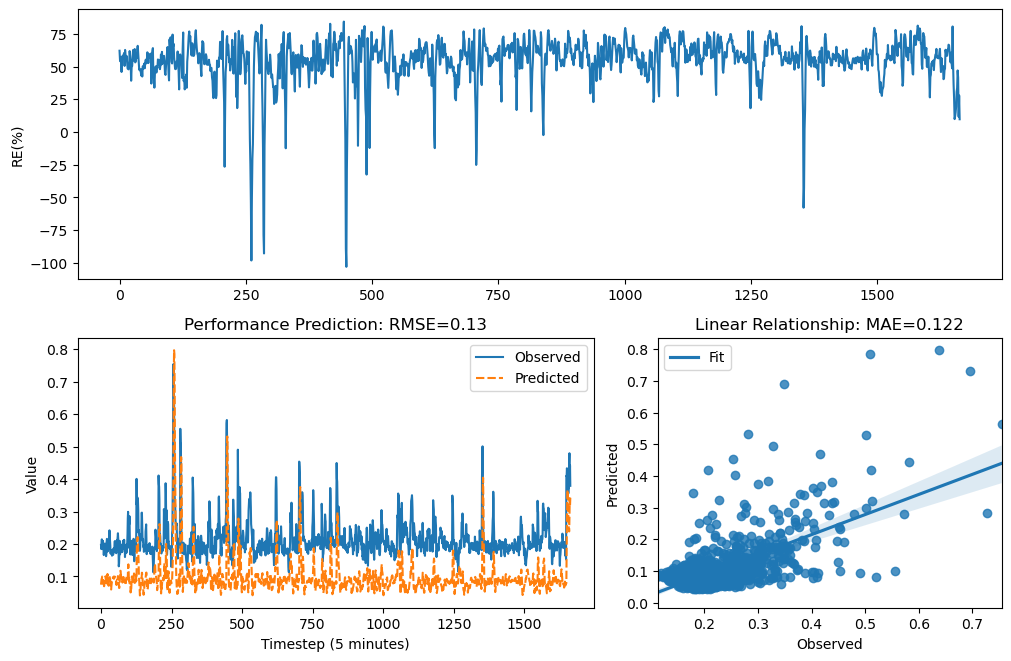 RE(%)
75
50
25
0
−25
−50
−75
−100
0 250 500 750 1000 1250 1500
Performance Prediction: RMSE=0.13
Value
0.8
0.7
0.6
0.5
0.4
0.3
0.2
0.1
Observed
Predicted
0 250 500 750 1000 1250 1500
Timestep (5 minutes)
Linear Relationship: MAE=0.122
Predicted
0.8
0.7
0.6
0.5
0.4
0.3
0.2
0.1
0.0
Fit
0.2 0.3 0.4 0.5 0.6 0.7
Observed